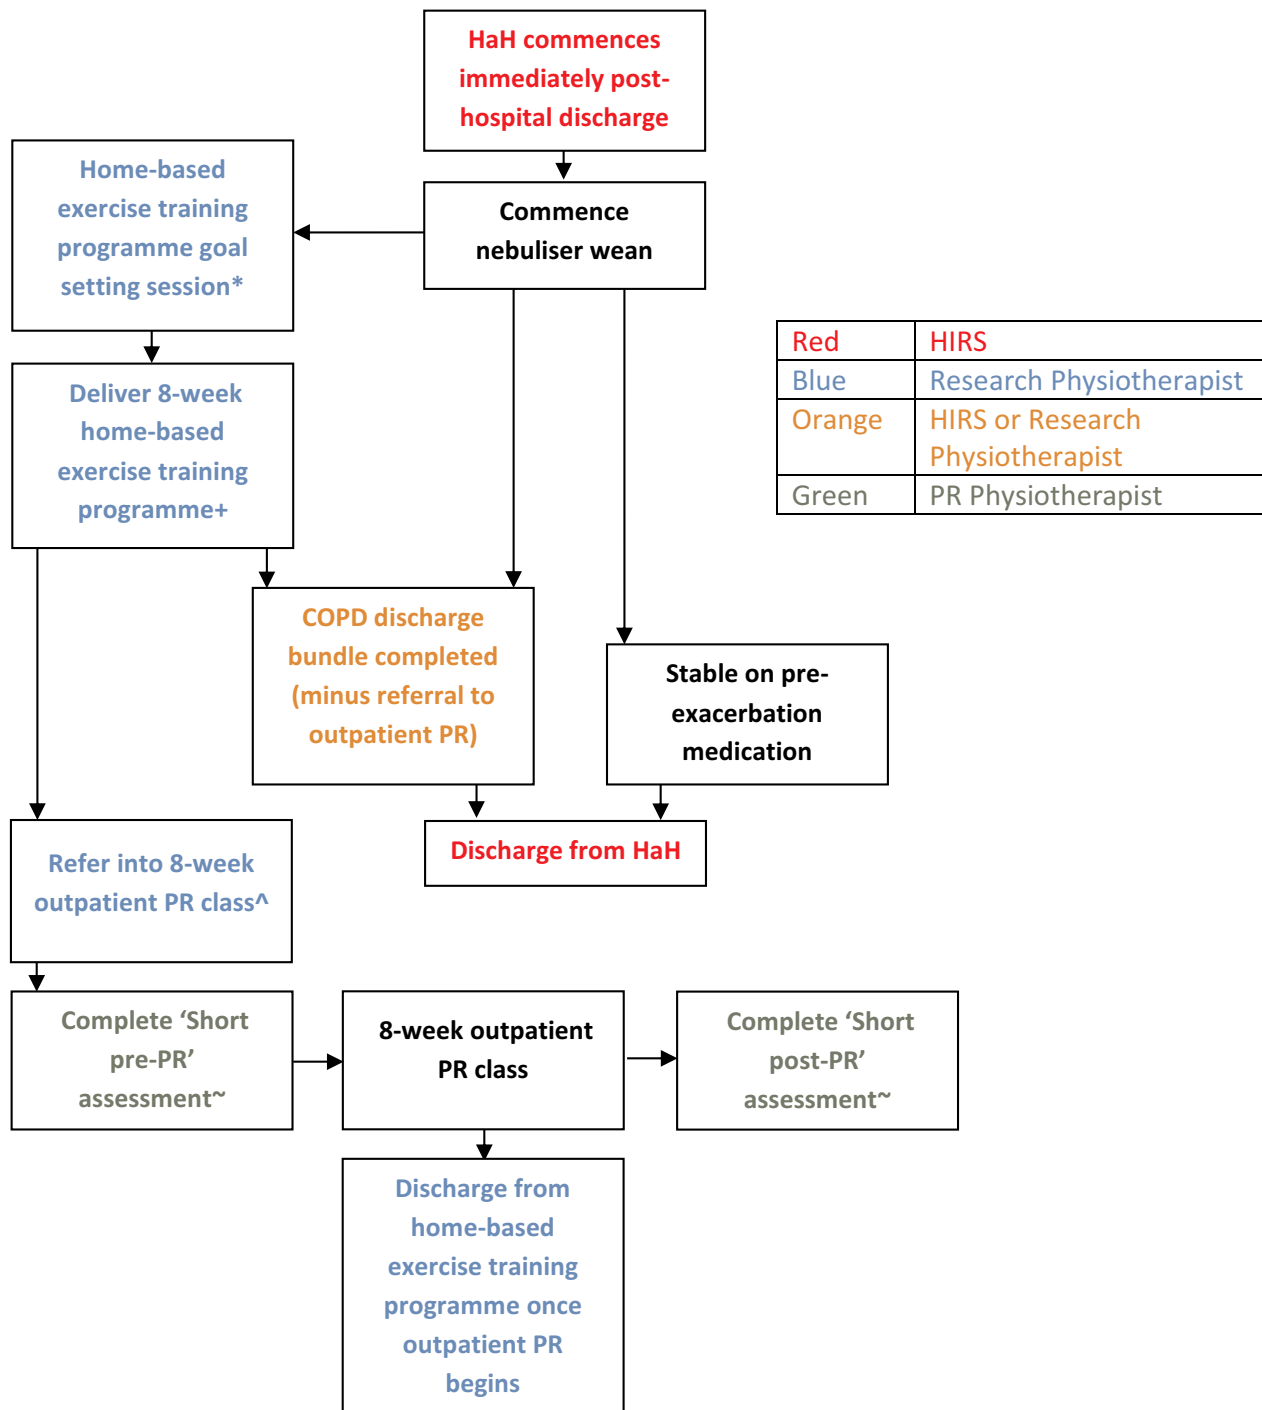 HaH commences
immediately post-
hospital discharge
Home-based
exercise training
programme goal
setting session*
Commence
nebuliser wean
Red HIRS
Blue Research Physiotherapist
Orange HIRS or Research
Physiotherapist
Green PR Physiotherapist
Deliver 8-week
home-based
exercise training
programme+
COPD discharge
bundle completed
(minus referral to
outpatient PR)
Stable on pre-
exacerbation
medication
Discharge from HaH
Refer into 8-week
outpatient PR class^
Complete ‘Short
pre-PR’
assessment~
8-week outpatient
PR class
Complete ‘Short
post-PR’
assessment~
Discharge from
home-based
exercise training
programme once
outpatient PR
begins